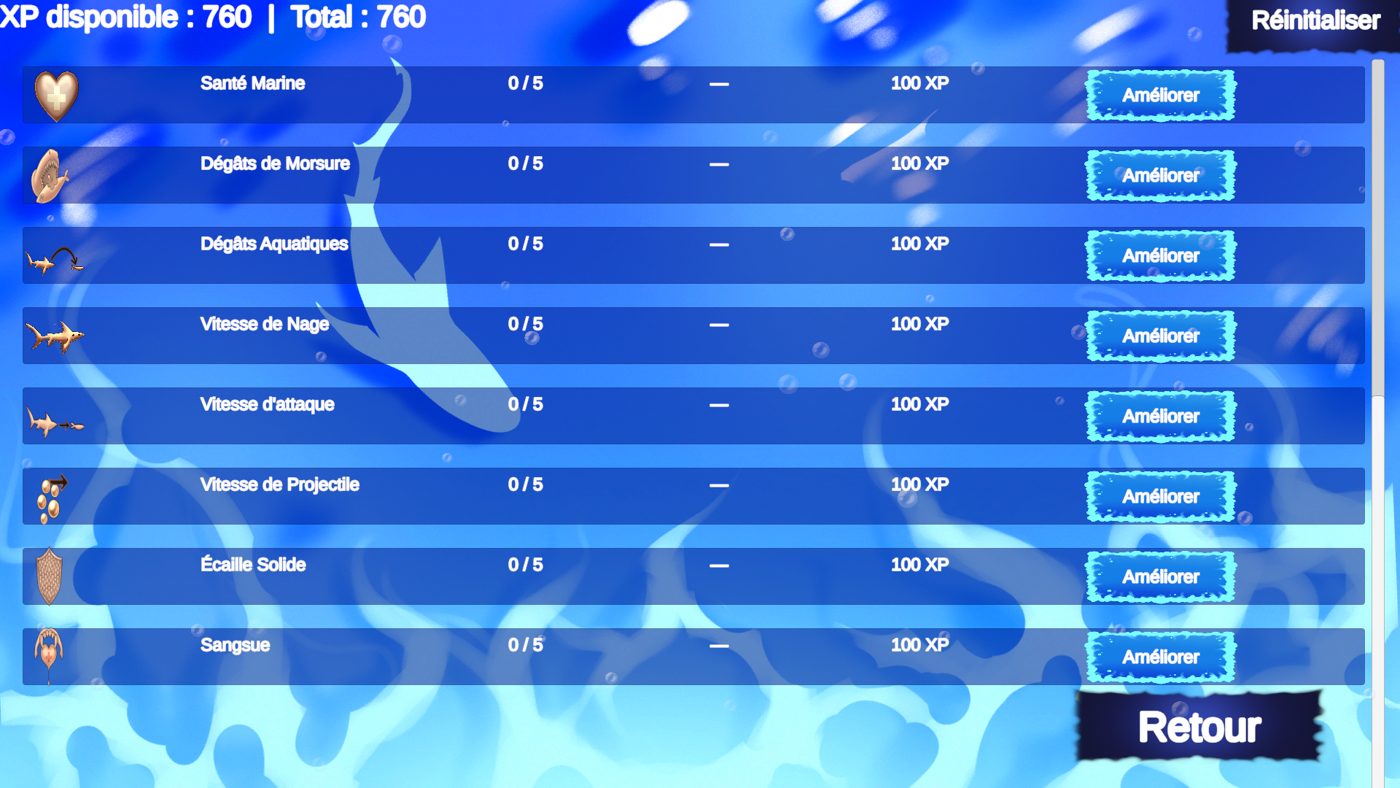 XP disponible : 760 | Total : 760
Réinitialiser
Santé Marine 0 / 5 — 100 XP Améliorer
Dégâts de Morsure 0 / 5 — 100 XP Améliorer
Dégâts Aquatiques 0 / 5 — 100 XP Améliorer
Vitesse de Nage 0 / 5 — 100 XP Améliorer
Vitesse d'attaque 0 / 5 — 100 XP Améliorer
Vitesse de Projectile 0 / 5 — 100 XP Améliorer
Écaille Solide 0 / 5 — 100 XP Améliorer
Sangsue 0 / 5 — 100 XP Améliorer
Retour